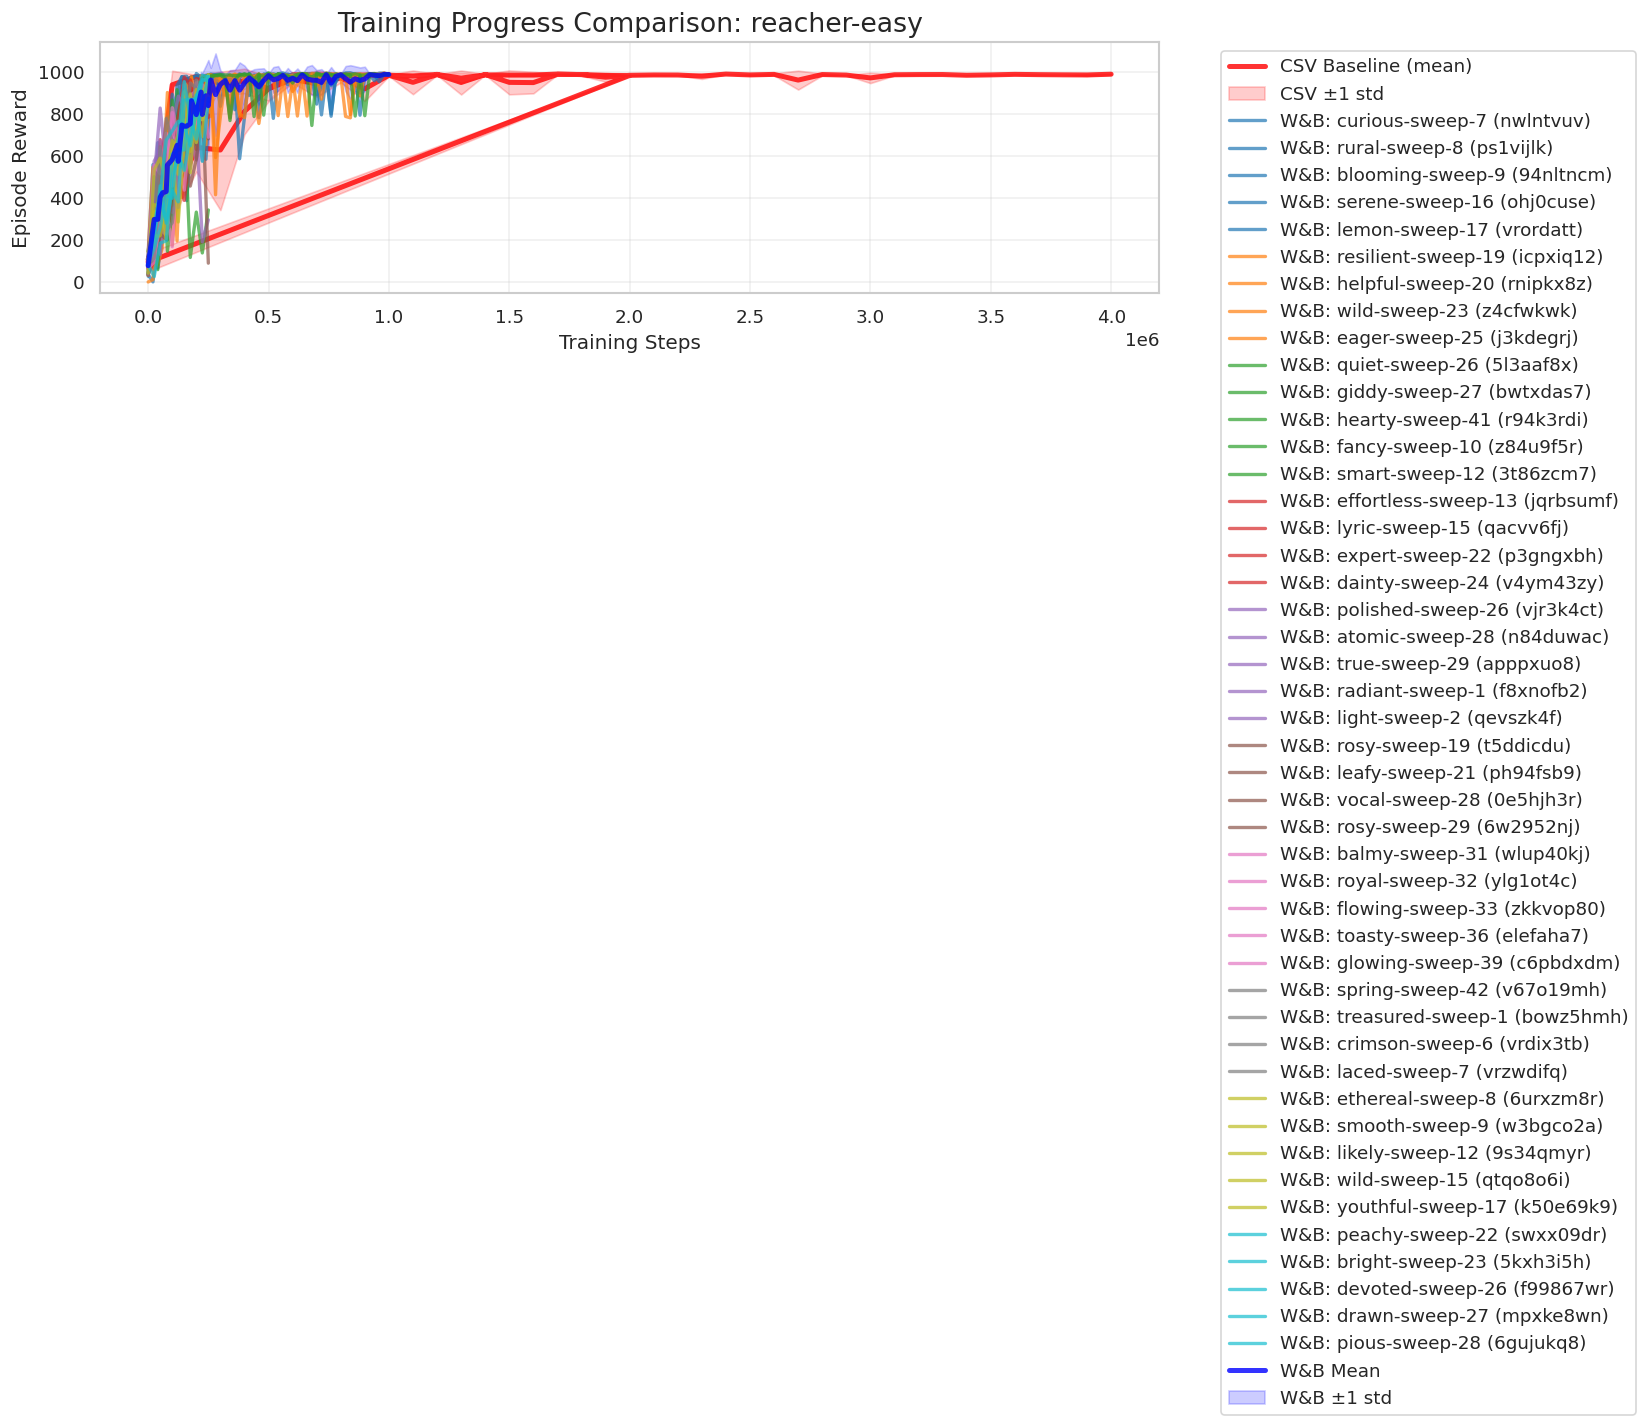 Training Progress Comparison: reacher-easy
Episode Reward
1000
800
600
400
200
0
0.0
0.5
1.0
1.5
2.0
2.5
3.0
3.5
4.0
1e6
Training Steps
CSV Baseline (mean)
CSV ±1 std
W&B: curious-sweep-7 (nwlntvuv)
W&B: rural-sweep-8 (ps1vijlk)
W&B: blooming-sweep-9 (94nltncm)
W&B: serene-sweep-16 (ohj0cuse)
W&B: lemon-sweep-17 (vrordatt)
W&B: resilient-sweep-19 (icpxiq12)
W&B: helpful-sweep-20 (rnipkx8z)
W&B: wild-sweep-23 (z4cfwkwk)
W&B: eager-sweep-25 (j3kdegrj)
W&B: quiet-sweep-26 (5l3aaf8x)
W&B: giddy-sweep-27 (bwtxdas7)
W&B: hearty-sweep-41 (r94k3rdi)
W&B: fancy-sweep-10 (z84u9f5r)
W&B: smart-sweep-12 (3t86zcm7)
W&B: effortless-sweep-13 (jqrbsumf)
W&B: lyric-sweep-15 (qacvv6fj)
W&B: expert-sweep-22 (p3gngxbh)
W&B: dainty-sweep-24 (v4ym43zy)
W&B: polished-sweep-26 (vjr3k4ct)
W&B: atomic-sweep-28 (n84duwac)
W&B: true-sweep-29 (apppxuo8)
W&B: radiant-sweep-1 (f8xnofb2)
W&B: light-sweep-2 (qevszk4f)
W&B: rosy-sweep-19 (t5ddicdu)
W&B: leafy-sweep-21 (ph94fsb9)
W&B: vocal-sweep-28 (0e5hjh3r)
W&B: rosy-sweep-29 (6w2952nj)
W&B: balmy-sweep-31 (wlup40kj)
W&B: royal-sweep-32 (ylg1ot4c)
W&B: flowing-sweep-33 (zkkvop80)
W&B: toasty-sweep-36 (elefaha7)
W&B: glowing-sweep-39 (c6pbdxdm)
W&B: spring-sweep-42 (v67o19mh)
W&B: treasured-sweep-1 (bowz5hmh)
W&B: crimson-sweep-6 (vrdix3tb)
W&B: laced-sweep-7 (vrzwdifq)
W&B: ethereal-sweep-8 (6urxzm8r)
W&B: smooth-sweep-9 (w3bgco2a)
W&B: likely-sweep-12 (9s34qmyr)
W&B: wild-sweep-15 (qtqo8o6i)
W&B: youthful-sweep-17 (k50e69k9)
W&B: peachy-sweep-22 (swxx09dr)
W&B: bright-sweep-23 (5kxh3i5h)
W&B: devoted-sweep-26 (f99867wr)
W&B: drawn-sweep-27 (mpxke8wn)
W&B: pious-sweep-28 (6gujukq8)
W&B Mean
W&B ±1 std